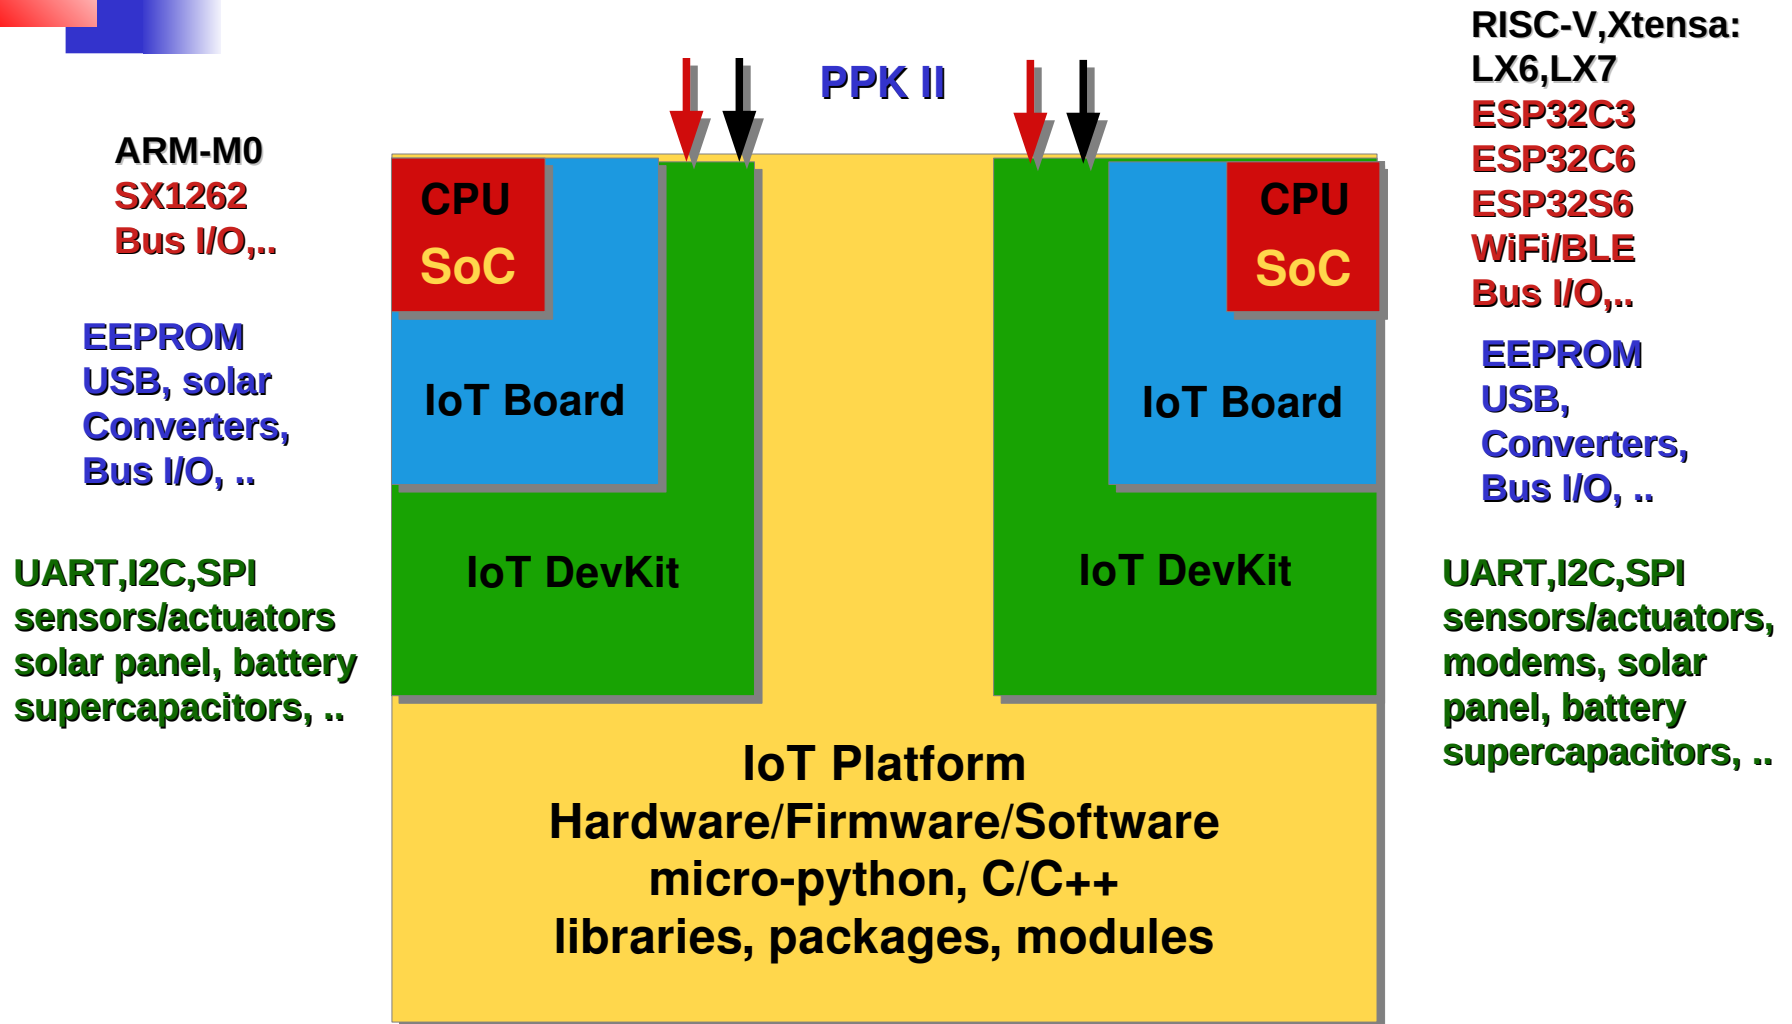 PPK II
ARM-M0
SX1262
Bus I/O,..
EEPROM
USB, solar
Converters,
Bus I/O, ..
UART,I2C,SPI
sensors/actuators
solar panel, battery
supercapacitors, ..
CPU
SoC
IoT Board
IoT DevKit
CPU
SoC
IoT Board
IoT DevKit
IoT Platform
Hardware/Firmware/Software
micro-python, C/C++
libraries, packages, modules
RISC-V,Xtensa:
LX6,LX7
ESP32C3
ESP32C6
ESP32S6
WiFi/BLE
Bus I/O,..
EEPROM
USB,
Converters,
Bus I/O, ..
UART,I2C,SPI
sensors/actuators,
modems, solar
panel, battery
supercapacitors, ..